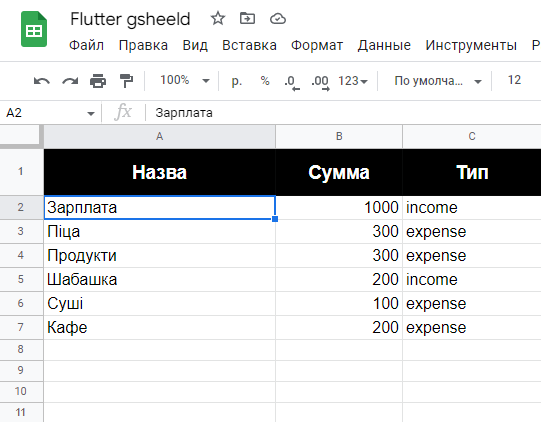 Flutter gsheeld
Файл Правка Вид Вставка Формат Данные Инструменты Р
100% р. % .0 .00 123 По умолча... 12
A2 fx Зарплата
A B C
1 Назва Сумма Тип
2 Зарплата 1000 income
3 Піца 300 expense
4 Продукти 300 expense
5 Шабашка 200 income
6 Суші 100 expense
7 Кафе 200 expense
8
9
10
11